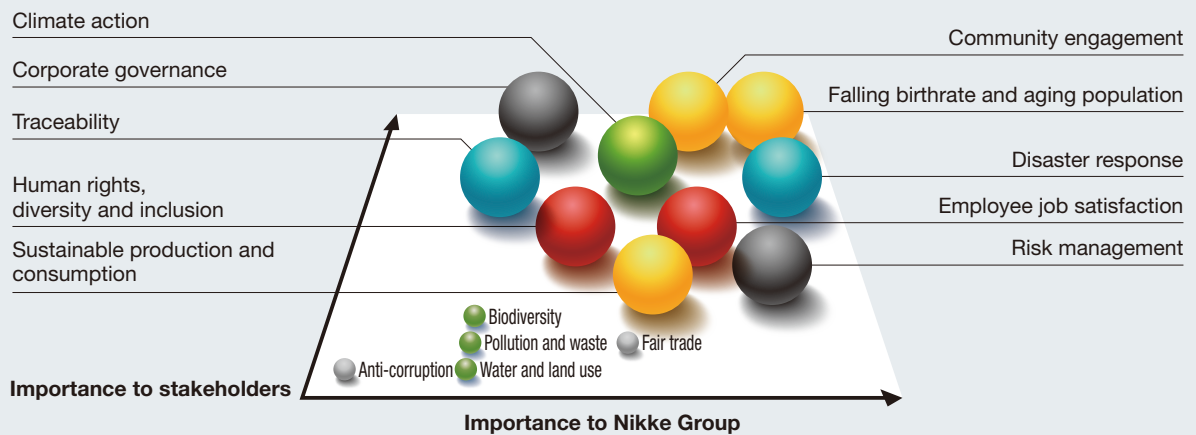 Climate action
Corporate governance
Traceability
Human rights,
diversity and inclusion
Sustainable production and
consumption
Community engagement
Falling birthrate and aging population
Disaster response
Employee job satisfaction
Risk management
Biodiversity
Pollution and waste
Fair trade
Anti-corruption
Water and land use
Importance to stakeholders
Importance to Nikke Group